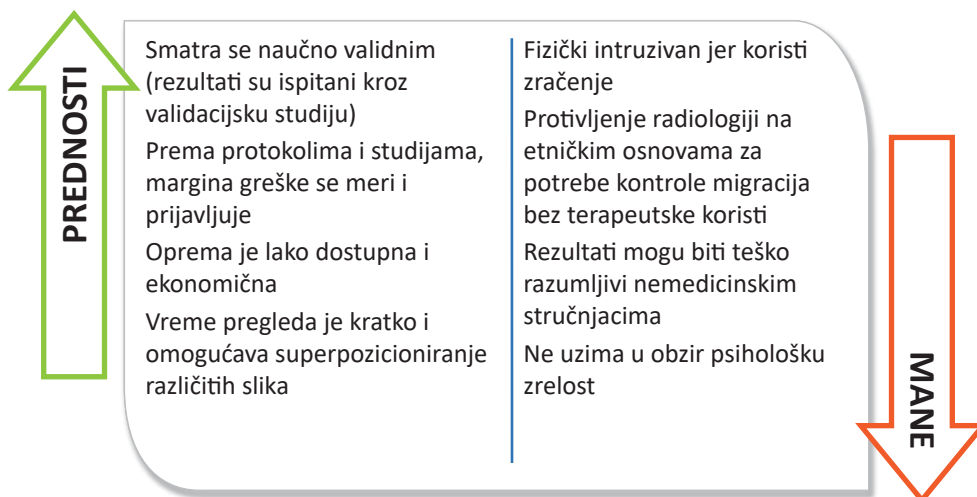 PREDNOSTI
Smatra se naučno validnim
(rezultati su ispitani kroz
validacijsku studiju)
Prema protokolima i studijama,
margina greške se meri i
prijavljuje
Oprema je lako dostupna i
ekonomična
Vreme pregleda je kratko i
omogućava superpozicioniranje
različitih slika
Fizički intruzivan jer koristi
zračenje
Protivljenje radiologiji na
etničkim osnovama za
potrebe kontrole migracija
bez terapeutske koristi
Rezultati mogu biti teško
razumljivi nemedicinskim
stručnjacima
Ne uzima u obzir psihološku
zrelost
MANE